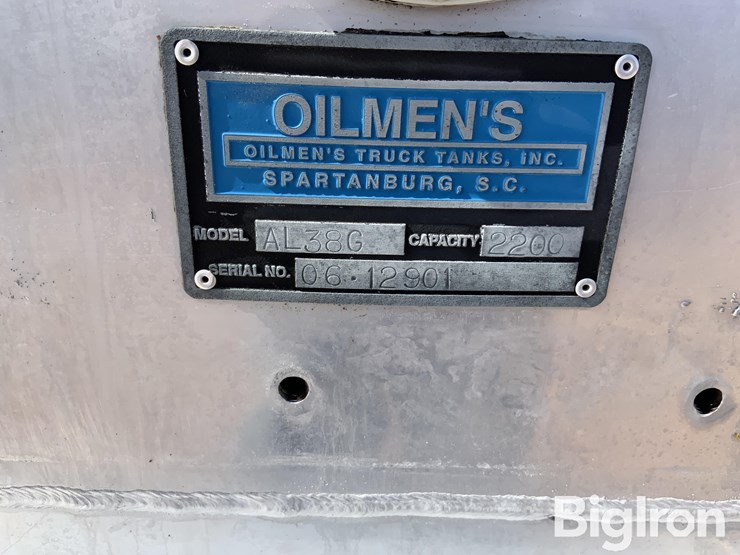 OILMEN'S
OILMEN'S TRUCK TANKS, INC.
SPARTANBURG, S.C.
MODEL AL38G CAPACITY 2200
SERIAL NO. 06-12901
BigIron